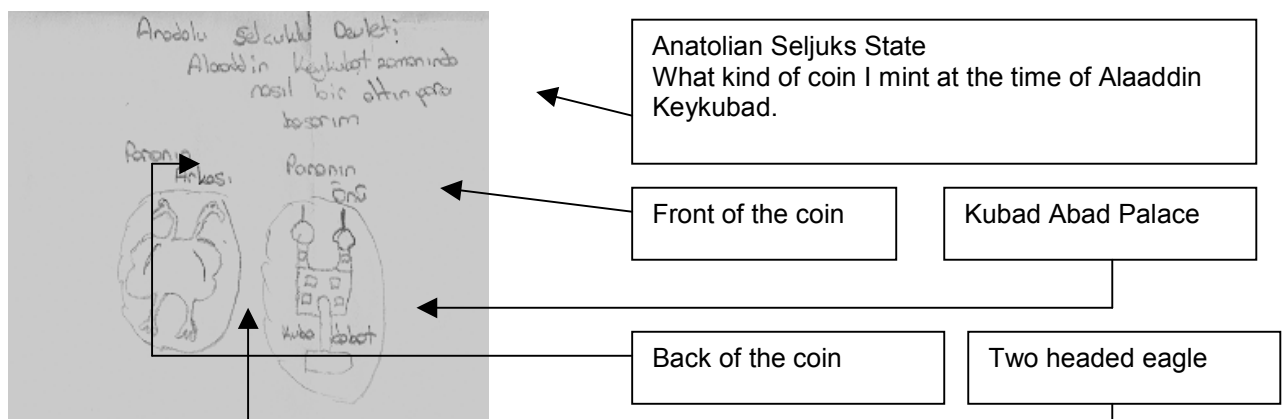 Anadolu Selçuklu Devleti
Alaaddin Keykubat zamanında
nasıl bir altın para
basarım
Paranın
Arkası
Paranın
önü
Kuba dabat
Anatolian Seljuks State
What kind of coin I mint at the time of Alaaddin
Keykubad.
Front of the coin
Kubad Abad Palace
Back of the coin
Two headed eagle